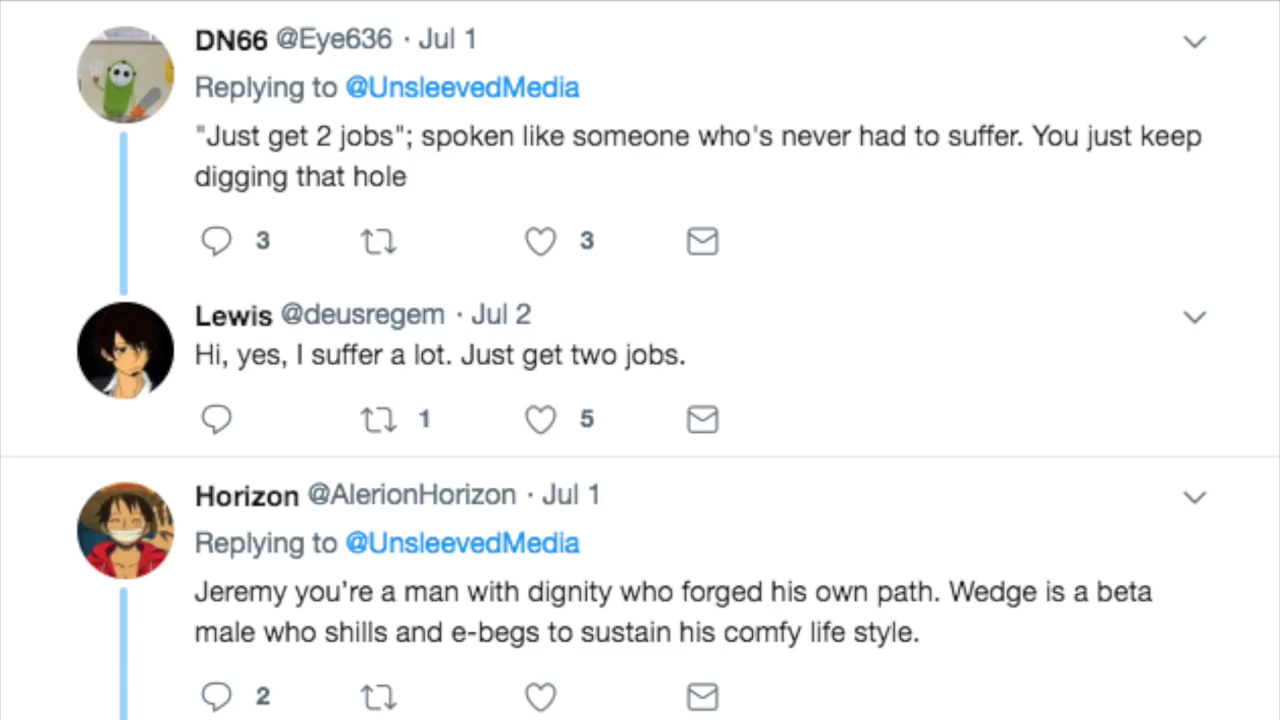 DN66 @Eye636 · Jul 1
Replying to @UnsleevedMedia
"Just get 2 jobs"; spoken like someone who's never had to suffer. You just keep
digging that hole
3 3
Lewis @deusregem · Jul 2
Hi, yes, I suffer a lot. Just get two jobs.
1 5
Horizon @AlerionHorizon · Jul 1
Replying to @UnsleevedMedia
Jeremy you’re a man with dignity who forged his own path. Wedge is a beta
male who shills and e-begs to sustain his comfy life style.
2